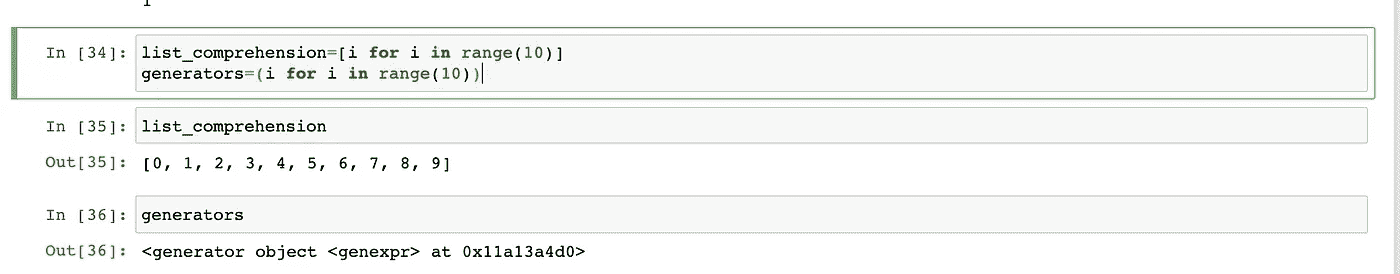 In [34]: list_comprehension=[i for i in range(10)]
generators=(i for i in range(10))
In [35]: list_comprehension
Out[35]: [0, 1, 2, 3, 4, 5, 6, 7, 8, 9]
In [36]: generators
Out[36]: <generator object <genexpr> at 0x11a13a4d0>